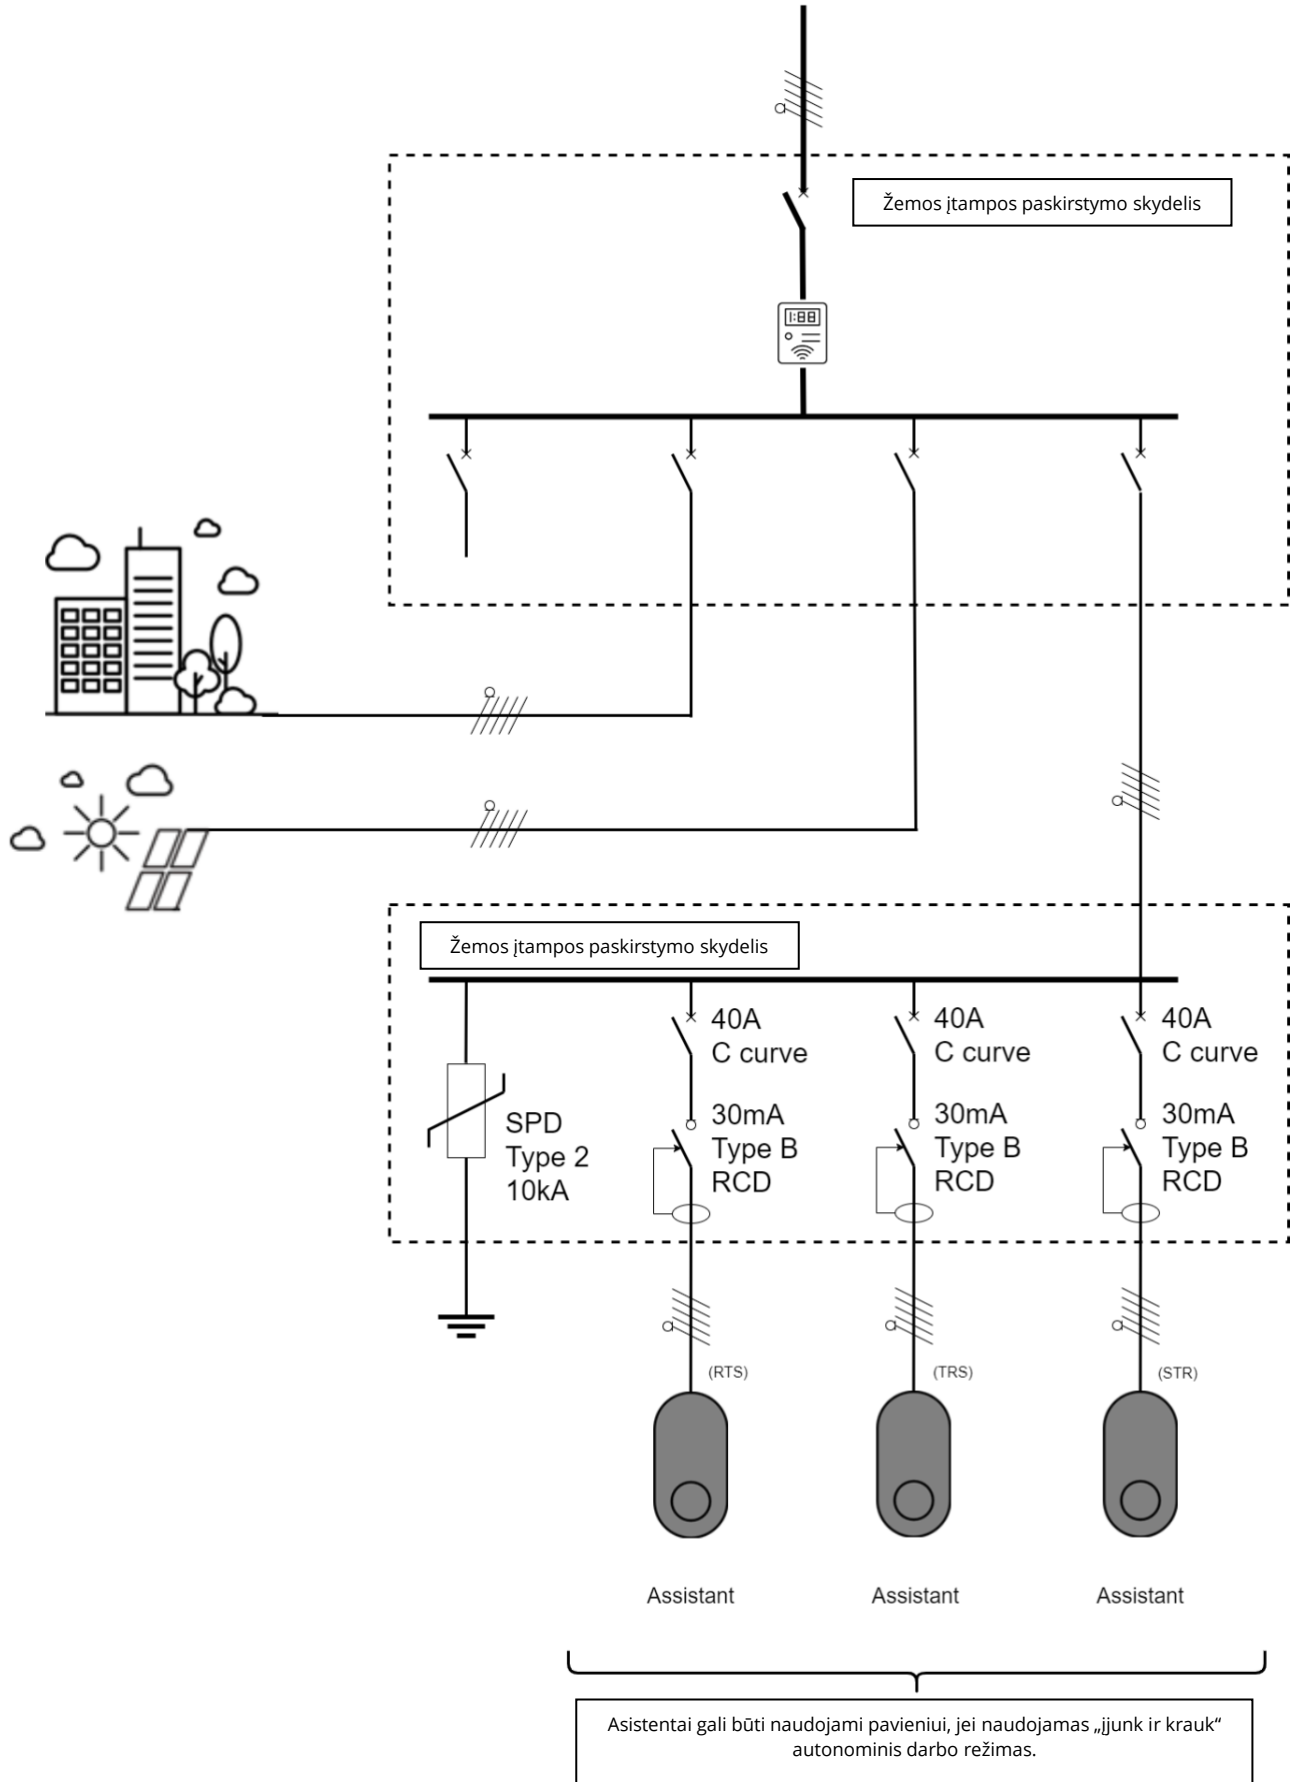 Žemos įtampos paskirstymo skydelis
1:88
Žemos įtampos paskirstymo skydelis
40A
C curve
40A
C curve
40A
C curve
SPD
Type 2
10kA
30mA
Type B
RCD
30mA
Type B
RCD
30mA
Type B
RCD
(RTS)
(TRS)
(STR)
Assistant
Assistant
Assistant
Asistentai gali būti naudojami pavieniui, jei naudojamas „įjunk ir krauk“
autonominis darbo režimas.